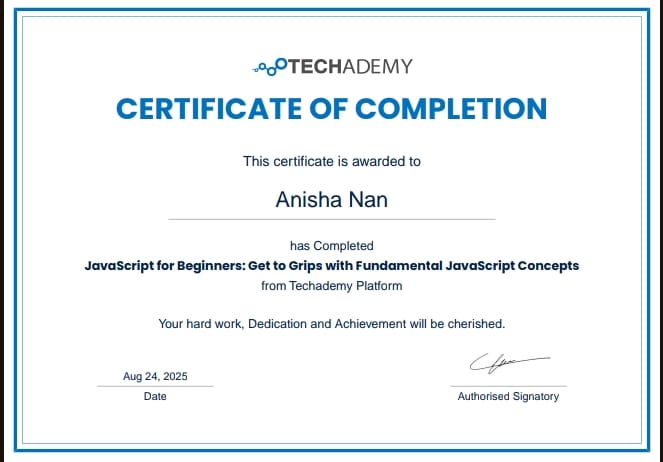 TECHADEMY
CERTIFICATE OF COMPLETION
This certificate is awarded to
Anisha Nan
has Completed
JavaScript for Beginners: Get to Grips with Fundamental JavaScript Concepts
from Techademy Platform
Your hard work, Dedication and Achievement will be cherished.
Aug 24, 2025
Date
Authorised Signatory